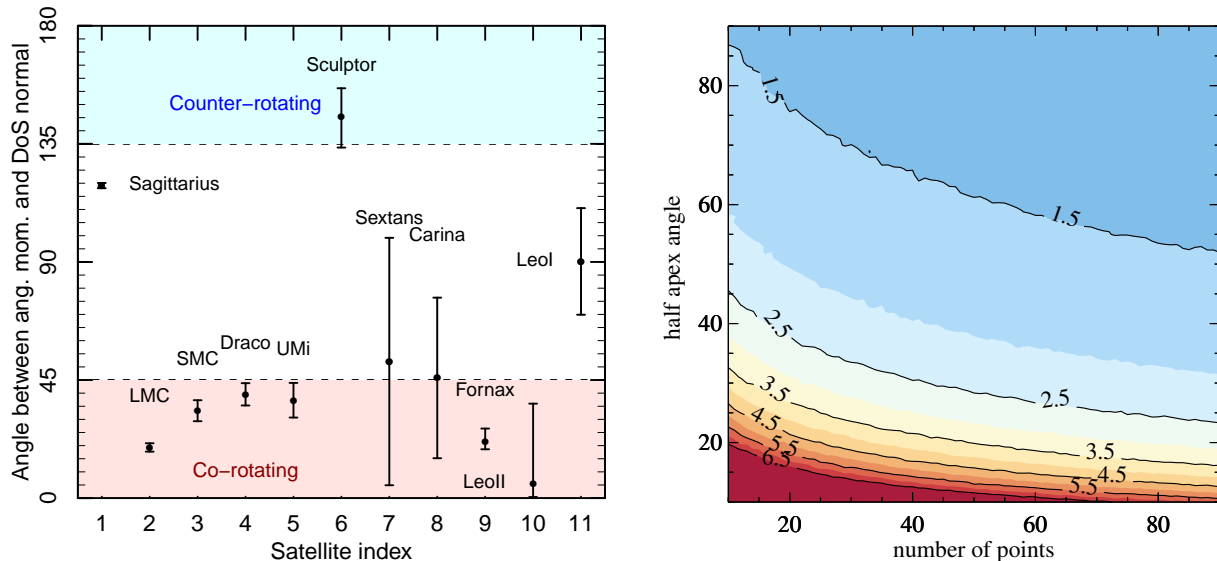 Angle between ang. mom. and DoS normal
180
135
90
45
0
Sculptor
Counter−rotating
Sagittarius
Sextans
Carina
LeoI
Draco
SMC
UMi
LMC
Fornax
Co−rotating
LeoII
1 2 3 4 5 6 7 8 9 10 11
Satellite index
half apex angle
80
60
40
20
1.5
1.5
2.5
2.5
3.5
3.5
4.5
4.5
5.5
5.5
6.5
20 40 60 80
number of points